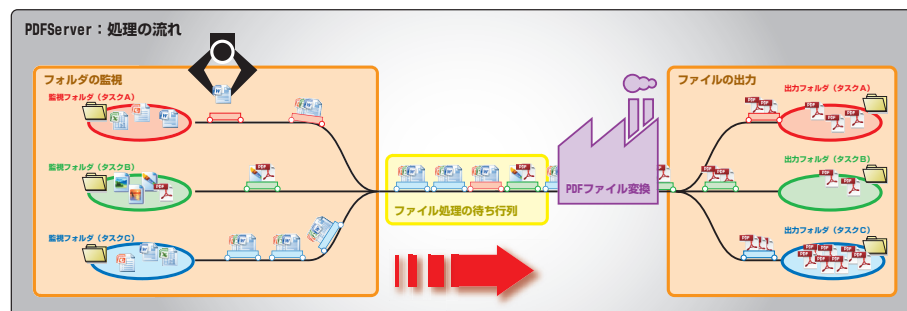 PDFServer：処理の流れ
フォルダの監視
監視フォルダ（タスクA）
監視フォルダ（タスクB）
監視フォルダ（タスクC）
ファイル処理の待ち行列
PDFファイル変換
ファイルの出力
出力フォルダ（タスクA）
出力フォルダ（タスクB）
出力フォルダ（タスクC）